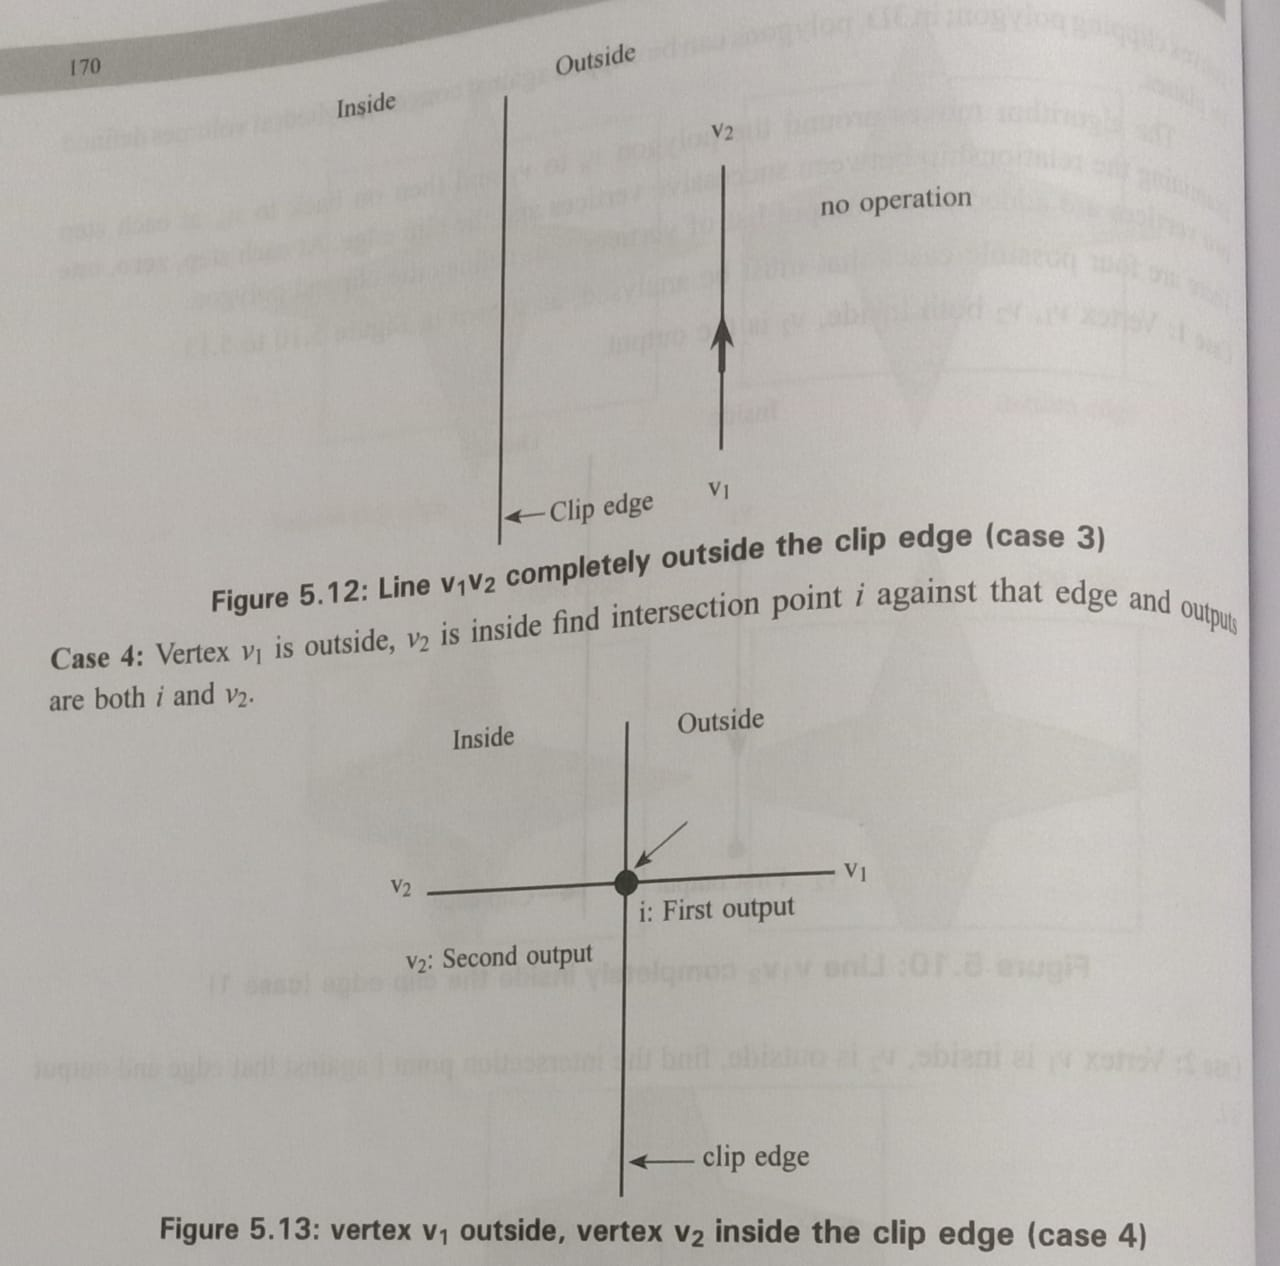 170
Outside
Inside
v2
no operation
v1
Clip edge
Figure 5.12: Line v1v2 completely outside the clip edge (case 3)
Case 4: Vertex v1 is outside, v2 is inside find intersection point i against that edge and outputs
are both i and v2.
Inside
Outside
v2
v1
i: First output
v2: Second output
clip edge
Figure 5.13: vertex v1 outside, vertex v2 inside the clip edge (case 4)